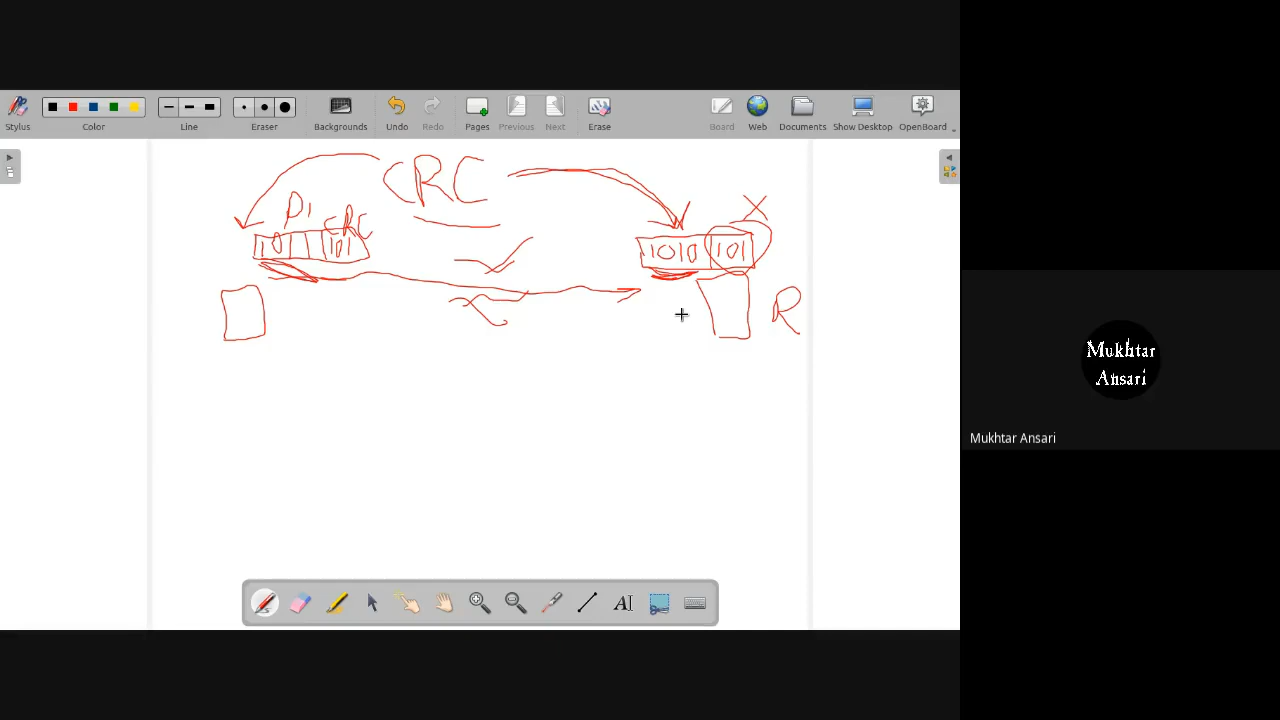 Stylus
Color
Line
Eraser
Backgrounds
Undo
Redo
Pages
Previous
Next
Erase
Board
Web
Documents
Show Desktop
OpenBoard
CRC
CRC
101
1010 101
X
R
AI
Mukhtar
Ansari
Mukhtar Ansari